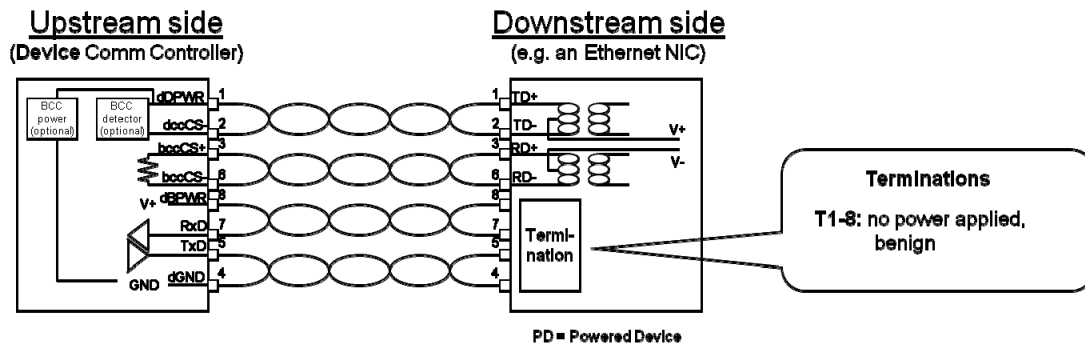 Upstream side
(Device Comm Controller)
Downstream side
(e.g. an Ethernet NIC)
BCC
power
(optional)
BCC
detector
(optional)
dDPWR
dccCS-
bccCS+
bccCS-
V+
dBPWR
RxD
TxD
GND
dGND
1
2
3
6
8
7
5
4
1
2
3
6
8
7
5
4
TD+
TD-
RD+
RD-
V+
V-
Termi-
nation
PD = Powered Device
Terminations
T1-8: no power applied,
benign